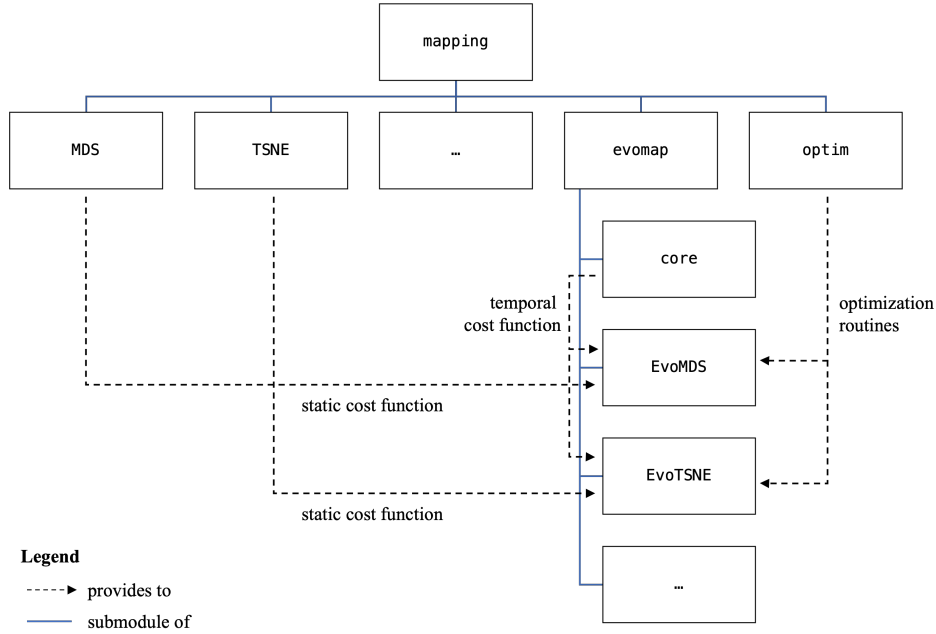 mapping
MDS
TSNE
…
evomap
optim
core
temporal
cost function
optimization
routines
EvoMDS
static cost function
EvoTSNE
static cost function
Legend
…
provides to
submodule of